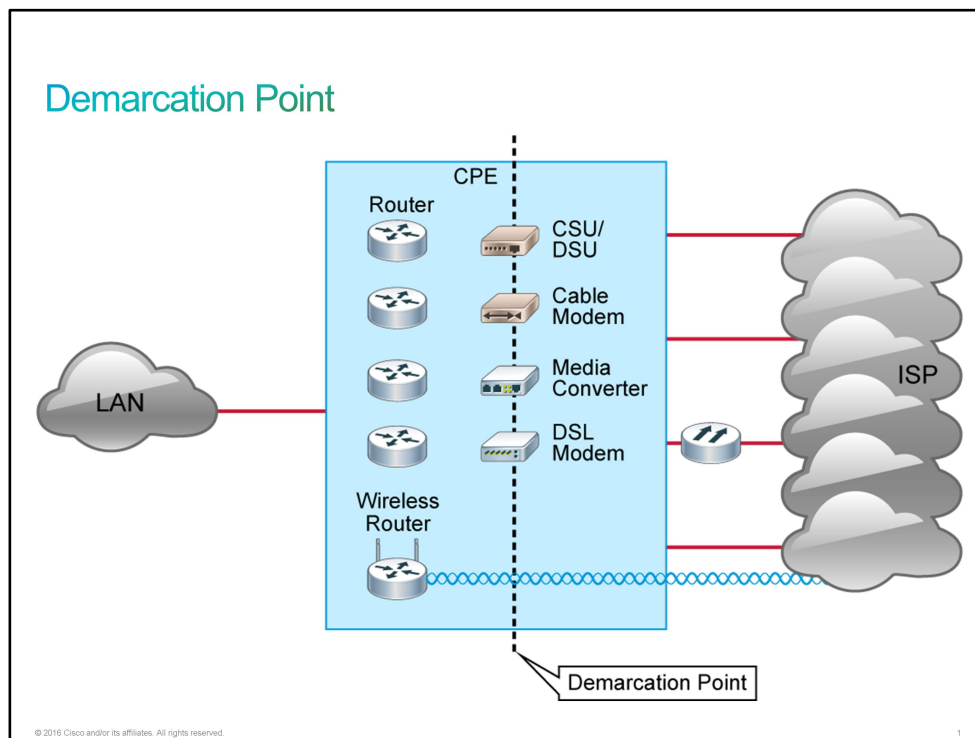 Demarcation Point
CPE
Router
CSU/
DSU
Cable
Modem
Media
Converter
ISP
LAN
DSL
Modem
Wireless
Router
Demarcation Point
© 2016 Cisco and/or its affiliates. All rights reserved.
1